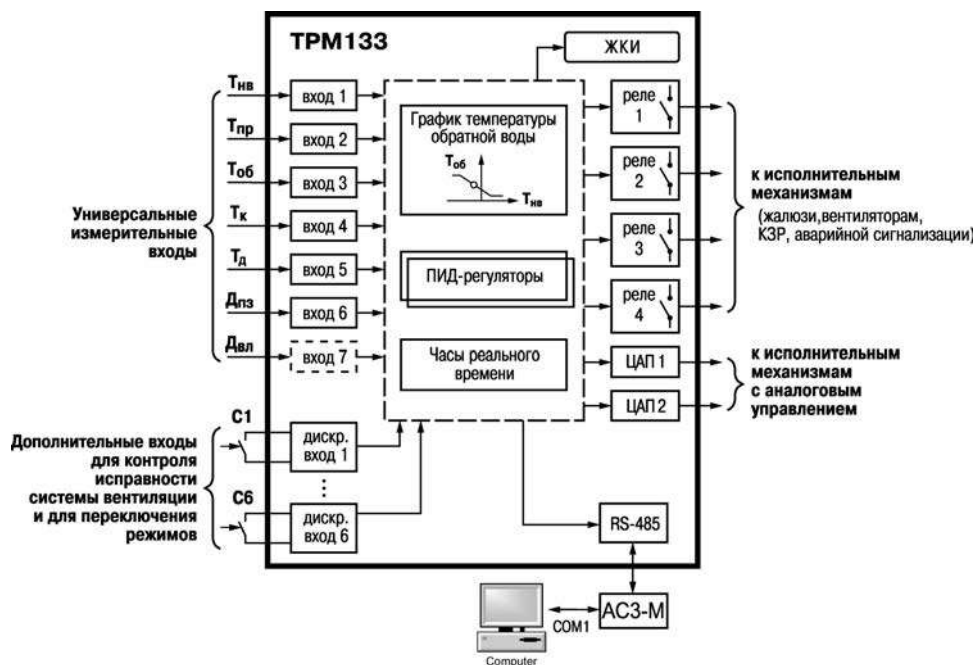 ТРМ133
ЖКИ
Тнв
вход 1
Тпр
вход 2
Тоб
вход 3
Тк
вход 4
Тд
вход 5
Дпз
вход 6
Двл
вход 7
Универсальные
измерительные
входы
График температуры
обратной воды
Тоб
Тнв
ПИД-регуляторы
Часы реального
времени
реле
1
реле
2
реле
3
реле
4
к исполнительным
механизмам
(жалюзи,вентиляторам,
КЗР, аварийной сигнализации)
ЦАП 1
ЦАП 2
к исполнительным
механизмам
с аналоговым
управлением
Дополнительные входы
для контроля
исправности
системы вентиляции
и для переключения
режимов
С1
дискр.
вход 1
С6
дискр.
вход 6
RS-485
АС3-М
COM1
Computer